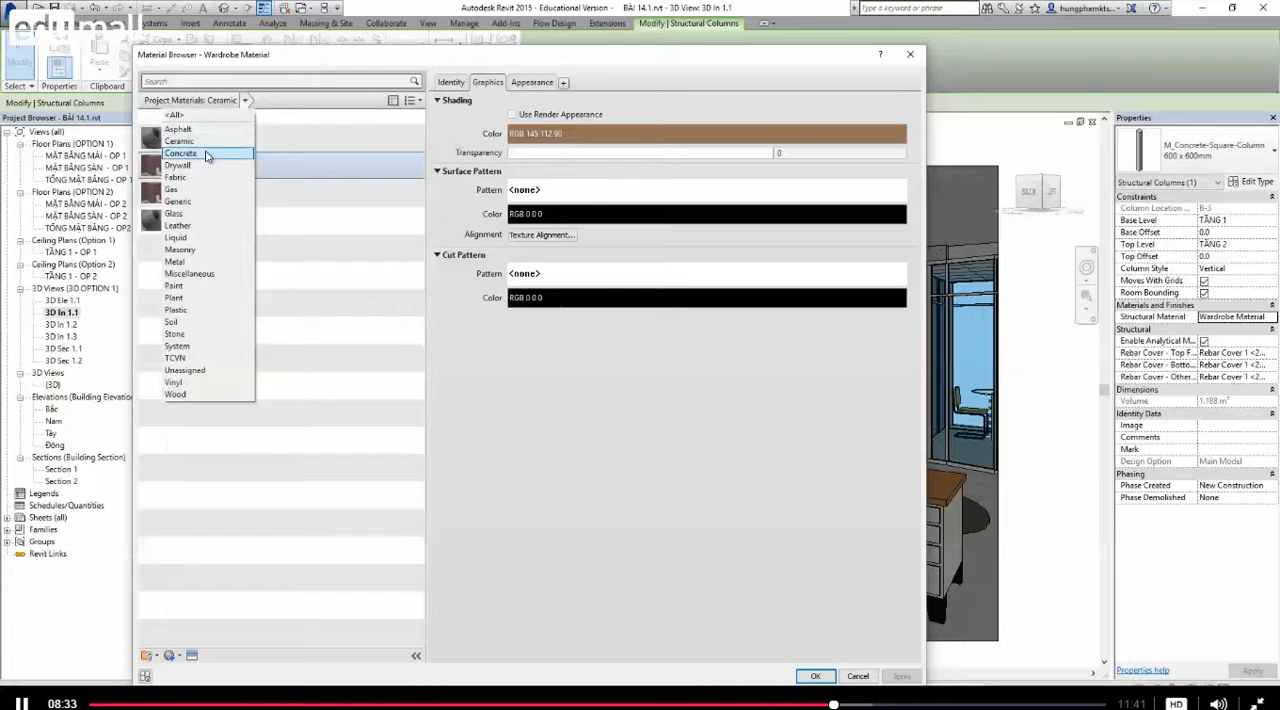 edumall
Autodesk Revit 2015 - Educational Version - BÀI 14.1.rvt - 3D View: 3D In 1.1
Type a keyword or phrase
hungphamkts...
Systems Insert Annotate Analyze Massing & Site Collaborate View Manage Add-Ins Flow Design Extensions Modify | Structural Columns
Modify
Paste
Cope
Select Properties Clipboard
Modify | Structural Columns
Project Browser - BÀI 14.1.rvt
Views (all)
Floor Plans (OPTION 1)
MẶT BẰNG MÁI - OP 1
MẶT BẰNG SÀN - OP 1
TỔNG MẶT BẰNG - OP
Floor Plans (OPTION 2)
MẶT BẰNG MÁI - OP 2
MẶT BẰNG SÀN - OP 2
TỔNG MẶT BẰNG - OP
Ceiling Plans (Option 1)
TẦNG 1 - OP 1
Ceiling Plans (Option 2)
TẦNG 1 - OP 2
3D Views (3D OPTION 1)
3D Ele 1.1
3D In 1.1
3D In 1.2
3D In 1.3
3D Sec 1.1
3D Sec 1.2
3D Views
{3D}
Elevations (Building Elevation
Bắc
Nam
Tây
Đông
Sections (Building Section)
Section 1
Section 2
Legends
Schedules/Quantities
Sheets (all)
Families
Groups
Revit Links
Material Browser - Wardrobe Material
?
Search
Project Materials: Ceramic
<All>
Asphalt
Ceramic
Concrete
Drywall
Fabric
Gas
Generic
Glass
Leather
Liquid
Masonry
Metal
Miscellaneous
Paint
Plant
Plastic
Soil
Stone
System
TCVN
Unassigned
Vinyl
Wood
Identity Graphics Appearance
Shading
Use Render Appearance
Color RGB 145 112 90
Transparency 0
Surface Pattern
Pattern <none>
Color RGB 0 0 0
Alignment Texture Alignment...
Cut Pattern
Pattern <none>
Color RGB 0 0 0
OK Cancel Apply
BACK
Properties
M_Concrete-Square-Column
600 x 600mm
Structural Columns (1) Edit Type
Constraints
Column Location ... B-3
Base Level TẦNG 1
Base Offset 0.0
Top Level TẦNG 2
Top Offset 0.0
Column Style Vertical
Moves With Grids
Room Bounding
Materials and Finishes
Structural Material Wardrobe Material
Structural
Enable Analytical M...
Rebar Cover - Top F... Rebar Cover 1 <2...
Rebar Cover - Botto... Rebar Cover 1 <2...
Rebar Cover - Other... Rebar Cover 1 <2...
Dimensions
Volume 1.188 m³
Identity Data
Image
Comments
Mark
Design Option Main Model
Phasing
Phase Created New Construction
Phase Demolished None
Properties help Apply
08:33 11:41 HD